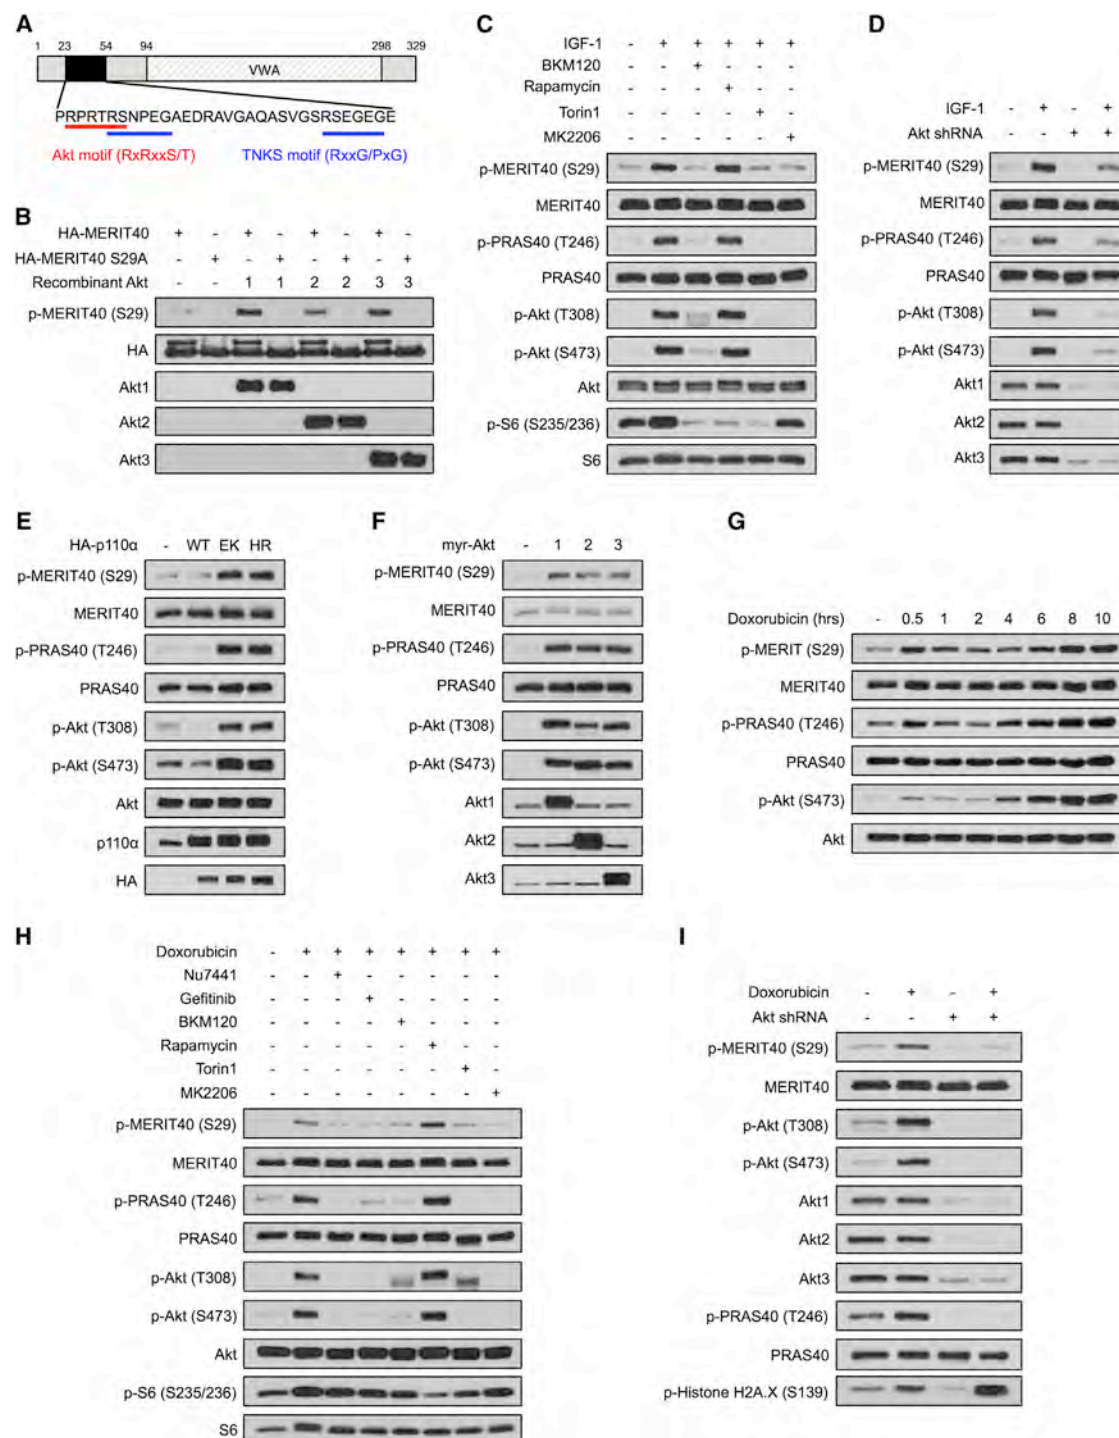 A
1 23 54 94 298 329
VWA
PRPRTRSNPEGAEDRAVGAQASVGSRSEGEGE
Akt motif (RxRxxS/T) TNKS motif (RxxG/PxG)
B
HA-MERIT40 + - + - + - + -
HA-MERIT40 S29A - + - + - + - +
Recombinant Akt 1 1 2 2 3 3
p-MERIT40 (S29)
HA
Akt1
Akt2
Akt3
C
IGF-1 - + + + + +
BKM120 - - + - - -
Rapamycin - - - + - -
Torin1 - - - - + -
MK2206 - - - - - +
p-MERIT40 (S29)
MERIT40
p-PRAS40 (T246)
PRAS40
p-Akt (T308)
p-Akt (S473)
Akt
p-S6 (S235/236)
S6
D
IGF-1 - + - +
Akt shRNA - - + +
p-MERIT40 (S29)
MERIT40
p-PRAS40 (T246)
PRAS40
p-Akt (T308)
p-Akt (S473)
Akt1
Akt2
Akt3
E
HA-p110α - WT EK HR
p-MERIT40 (S29)
MERIT40
p-PRAS40 (T246)
PRAS40
p-Akt (T308)
p-Akt (S473)
Akt
p110α
HA
F
myr-Akt - 1 2 3
p-MERIT40 (S29)
MERIT40
p-PRAS40 (T246)
PRAS40
p-Akt (T308)
p-Akt (S473)
Akt1
Akt2
Akt3
G
Doxorubicin (hrs) - 0.5 1 2 4 6 8 10
p-MERIT (S29)
MERIT40
p-PRAS40 (T246)
PRAS40
p-Akt (S473)
Akt
H
Doxorubicin - + + + + + + +
Nu7441 - - + - - - - -
Gefitinib - - - + - - - -
BKM120 - - - - + - - -
Rapamycin - - - - - + - -
Torin1 - - - - - - + -
MK2206 - - - - - - - +
p-MERIT40 (S29)
MERIT40
p-PRAS40 (T246)
PRAS40
p-Akt (T308)
p-Akt (S473)
Akt
p-S6 (S235/236)
S6
I
Doxorubicin - + - +
Akt shRNA - - + +
p-MERIT40 (S29)
MERIT40
p-Akt (T308)
p-Akt (S473)
Akt1
Akt2
Akt3
p-PRAS40 (T246)
PRAS40
p-Histone H2A.X (S139)